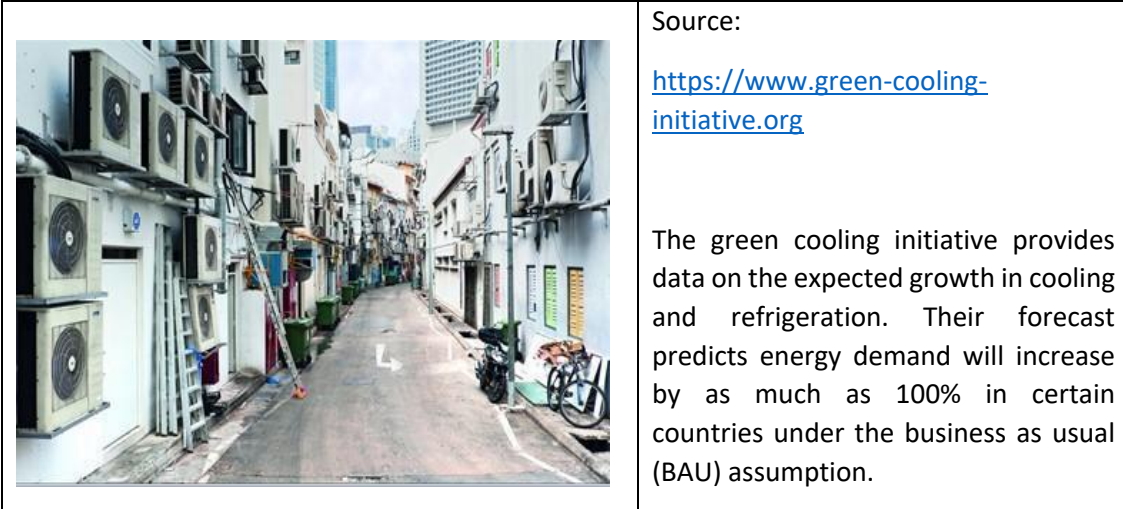 Source:
https://www.green-cooling-
initiative.org
The green cooling initiative provides
data on the expected growth in cooling
and refrigeration. Their forecast
predicts energy demand will increase
by as much as 100% in certain
countries under the business as usual
(BAU) assumption.